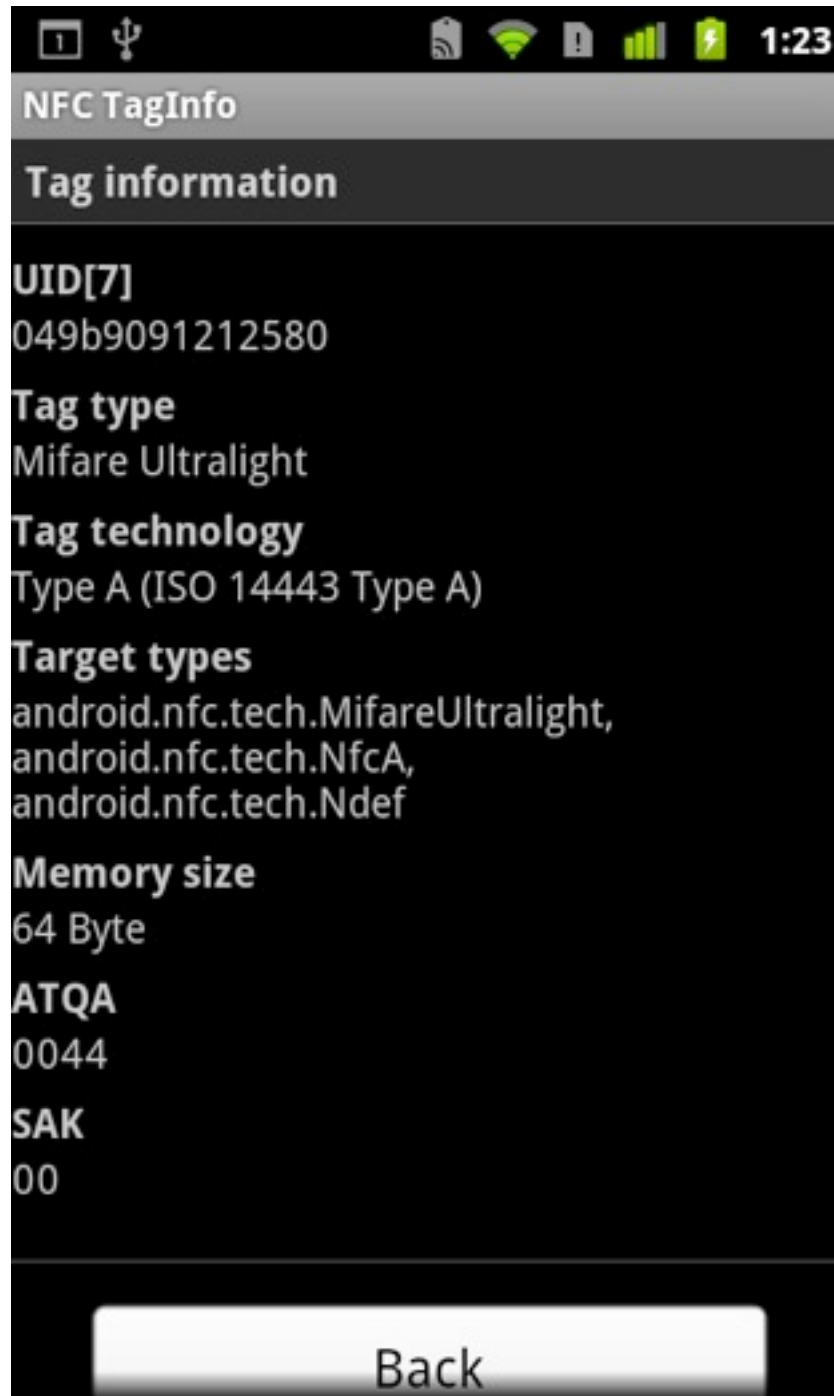 1
1:23
NFC TagInfo
Tag information
UID[7]
049b9091212580
Tag type
Mifare Ultralight
Tag technology
Type A (ISO 14443 Type A)
Target types
android.nfc.tech.MifareUltralight,
android.nfc.tech.NfcA,
android.nfc.tech.Ndef
Memory size
64 Byte
ATQA
0044
SAK
00
Back